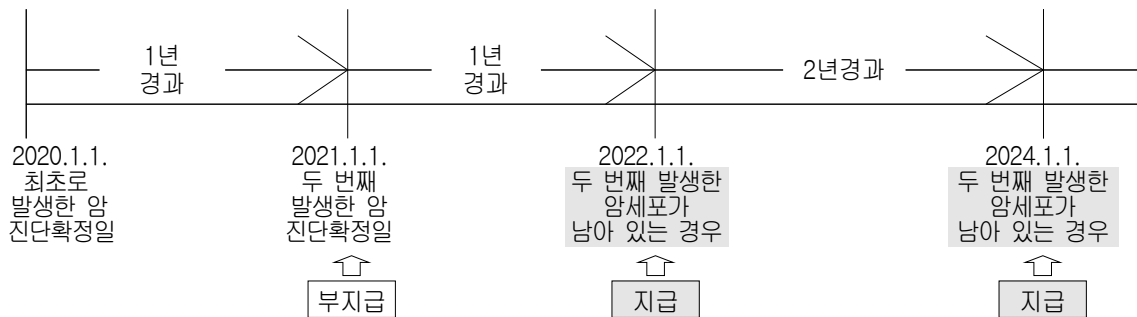 1년
경과
1년
경과
2년경과
2020.1.1.
최초로
발생한 암
진단확정일
2021.1.1.
두 번째
발생한 암
진단확정일
2022.1.1.
두 번째 발생한
암세포가
남아 있는 경우
2024.1.1.
두 번째 발생한
암세포가
남아 있는 경우
부지급
지급
지급